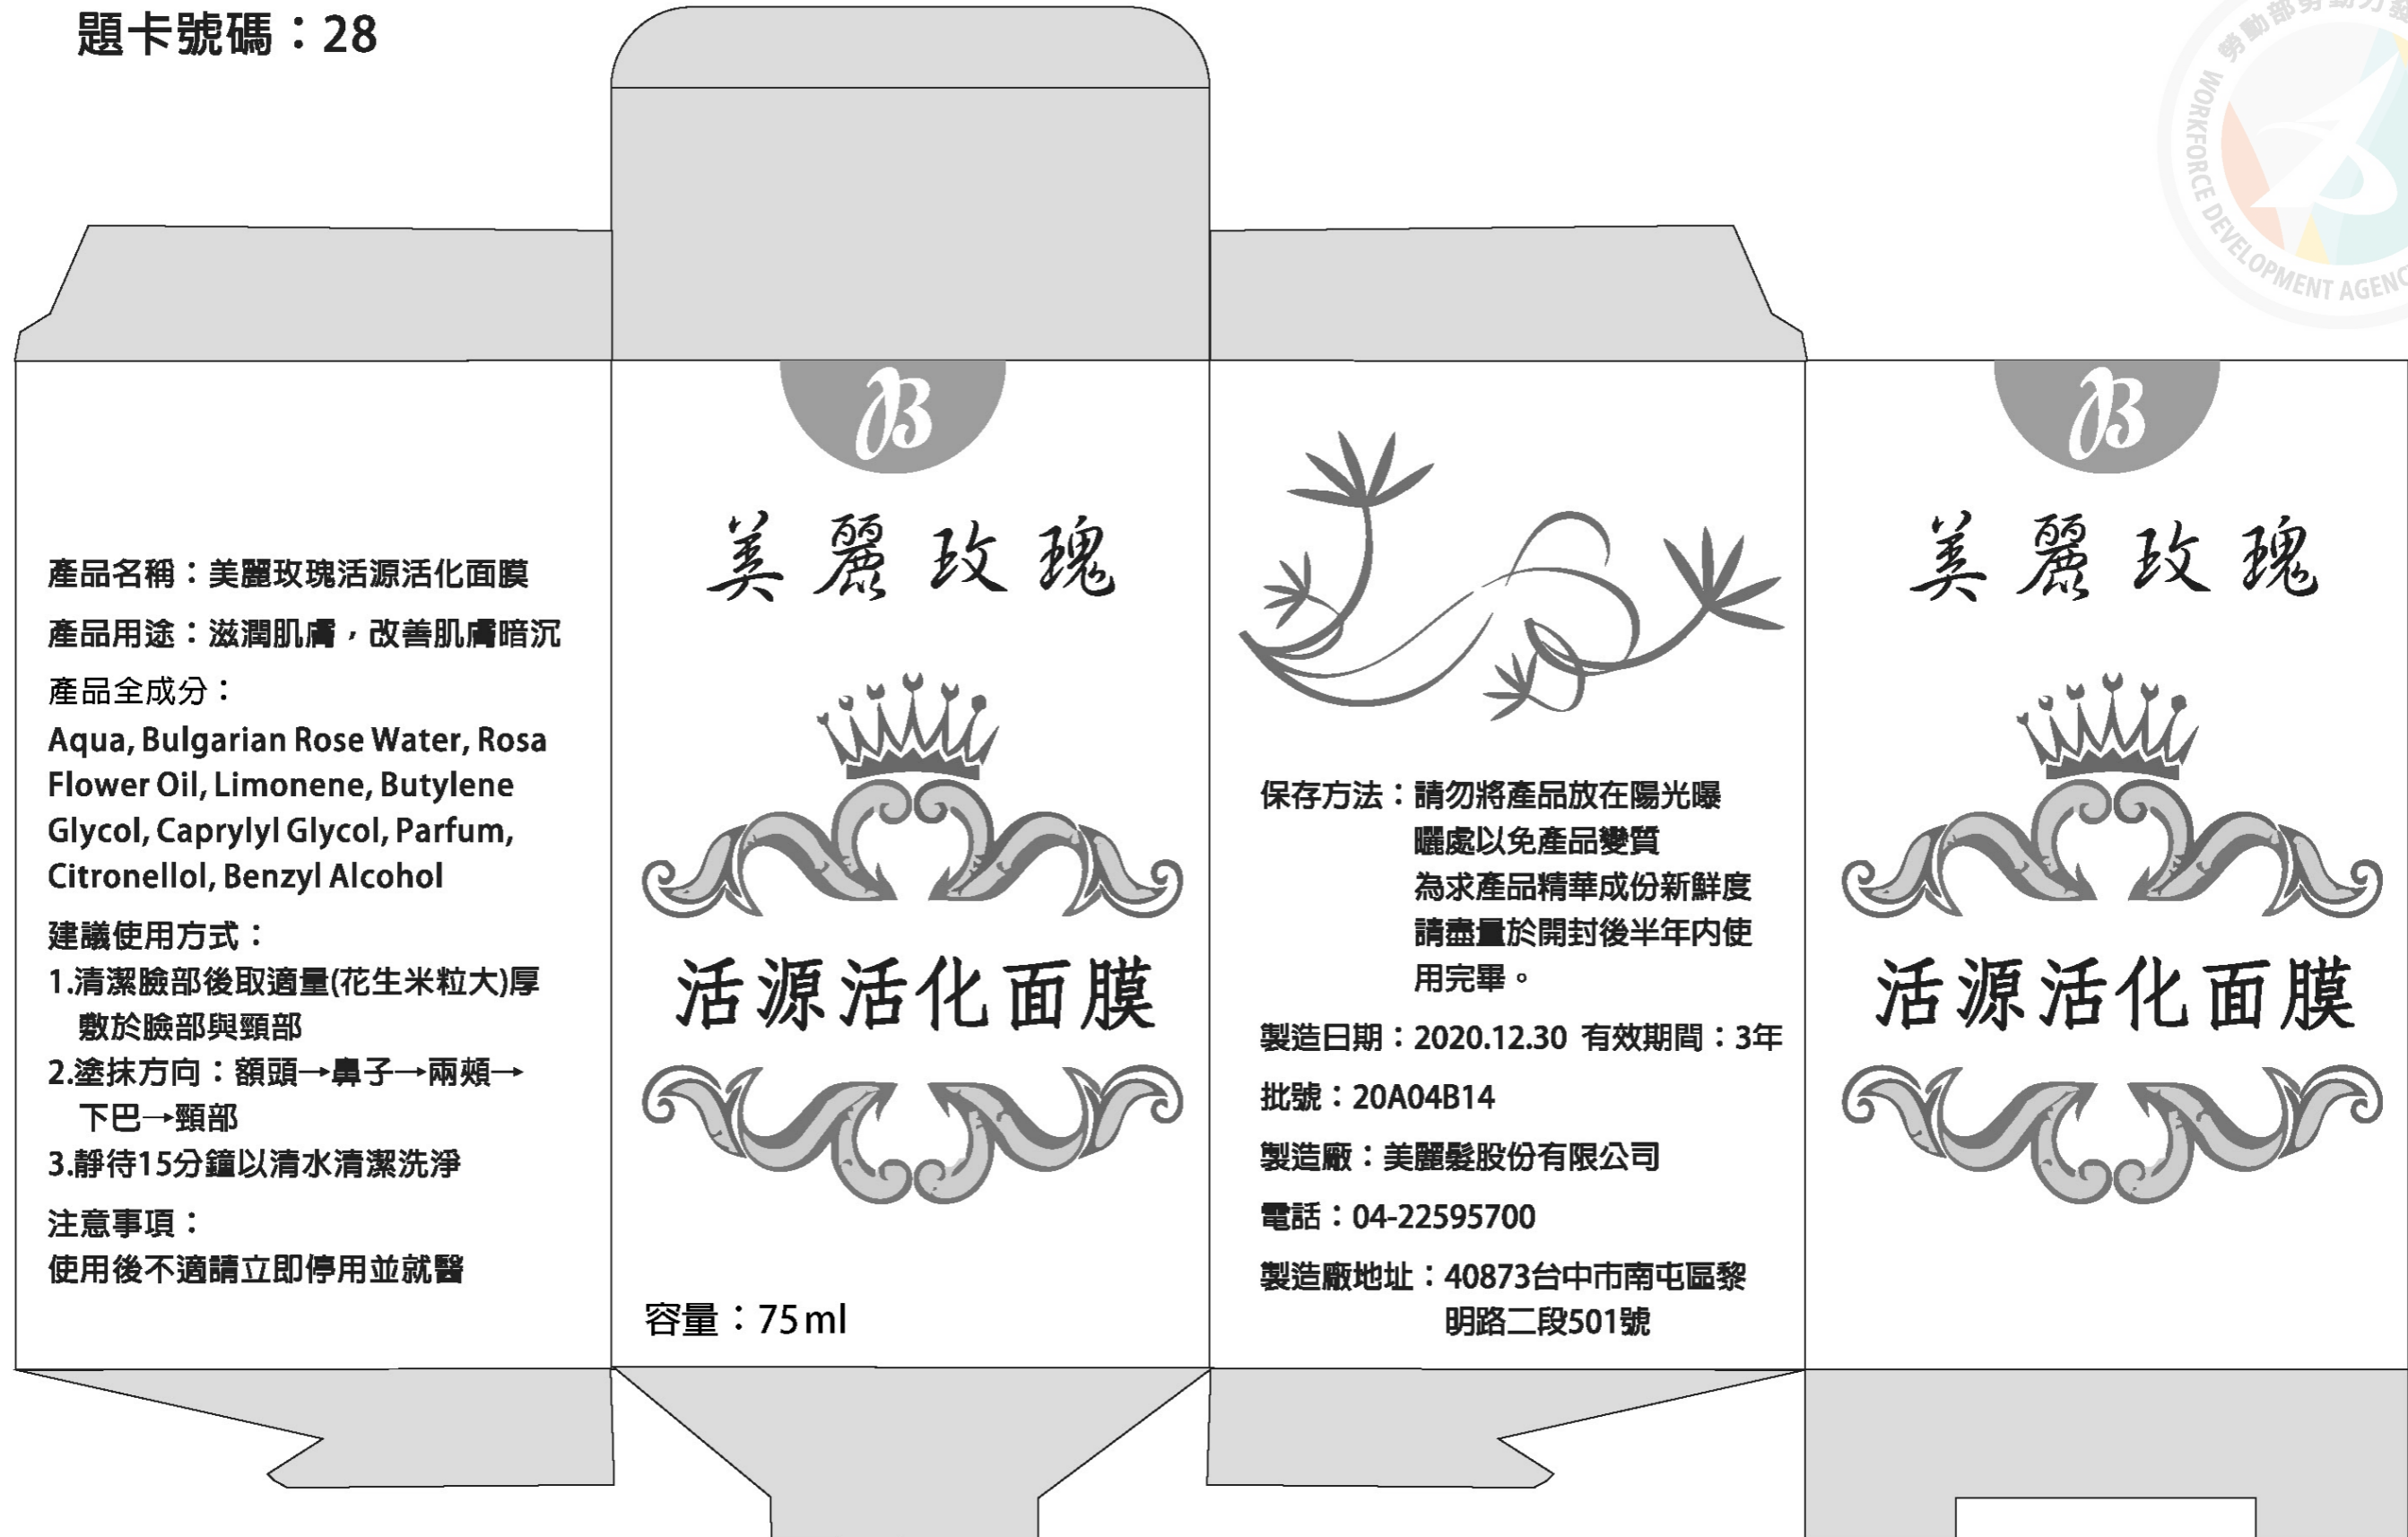 題卡號碼：28
勞動部勞動力發
WORKFORCE DEVELOPMENT AGENC
產品名稱：美麗玫瑰活源活化面膜
產品用途：滋潤肌膚，改善肌膚暗沉
產品全成分：
Aqua, Bulgarian Rose Water, Rosa
Flower Oil, Limonene, Butylene
Glycol, Caprylyl Glycol, Parfum,
Citronellol, Benzyl Alcohol
建議使用方式：
1.清潔臉部後取適量(花生米粒大)厚
敷於臉部與頸部
2.塗抹方向：額頭→鼻子→兩頰→
下巴→頸部
3.靜待15分鐘以清水清潔洗淨
注意事項：
使用後不適請立即停用並就醫
B
美麗玫瑰
活源活化面膜
容量：75ml
保存方法：請勿將產品放在陽光曝
曬處以免產品變質
為求產品精華成份新鮮度
請盡量於開封後半年内使
用完畢。
製造日期：2020.12.30 有效期間：3年
批號：20A04B14
製造廠：美麗髮股份有限公司
電話：04-22595700
製造廠地址：40873台中市南屯區黎
明路二段501號
B
美麗玫瑰
活源活化面膜